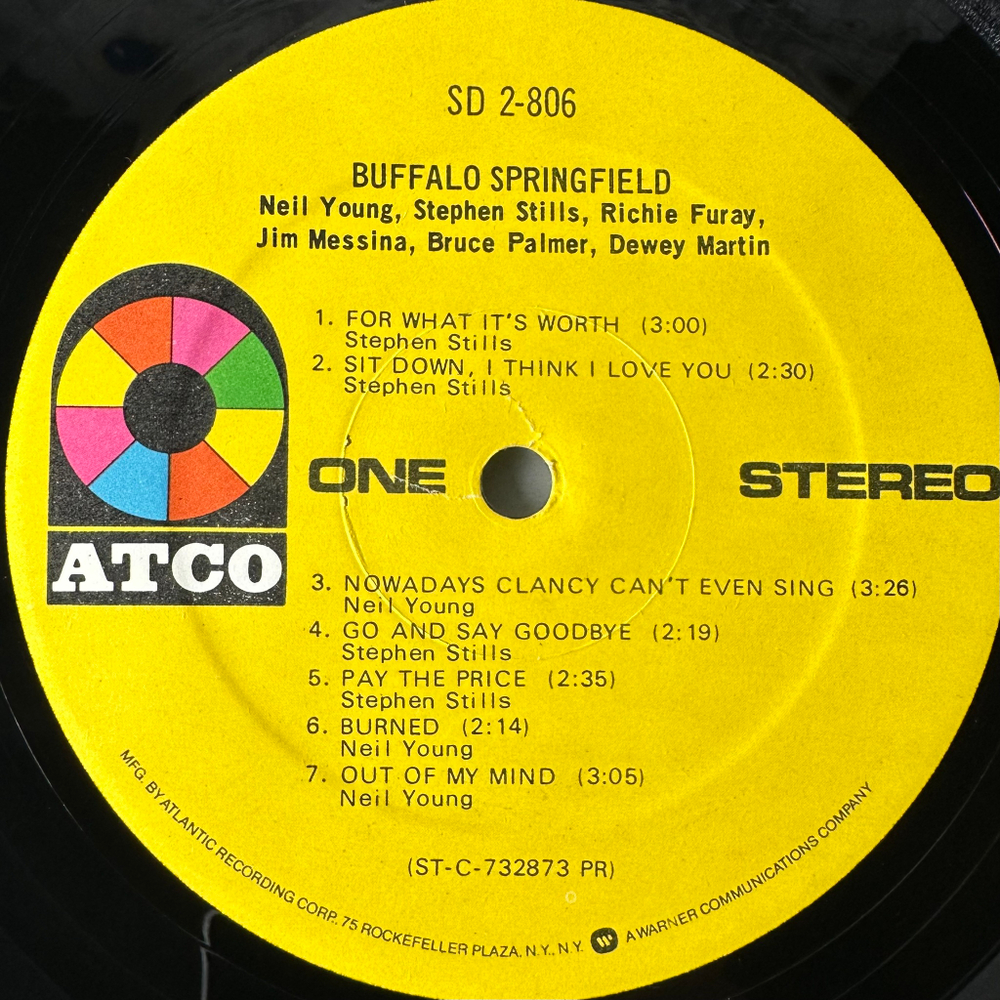 SD 2-806
BUFFALO SPRINGFIELD
Neil Young, Stephen Stills, Richie Furay,
Jim Messina, Bruce Palmer, Dewey Martin
1. FOR WHAT IT'S WORTH (3:00)
Stephen Stills
2. SIT DOWN, I THINK I LOVE YOU (2:30)
Stephen Stills
ONE
STEREO
ATCO
3. NOWADAYS CLANCY CAN'T EVEN SING (3:26)
Neil Young
4. GO AND SAY GOODBYE (2:19)
Stephen Stills
5. PAY THE PRICE (2:35)
Stephen Stills
6. BURNED (2:14)
Neil Young
7. OUT OF MY MIND (3:05)
Neil Young
(ST-C-732873 PR)
MFG. BY ATLANTIC RECORDING CORP., 75 ROCKEFELLER PLAZA, N.Y., N.Y. A WARNER COMMUNICATIONS COMPANY